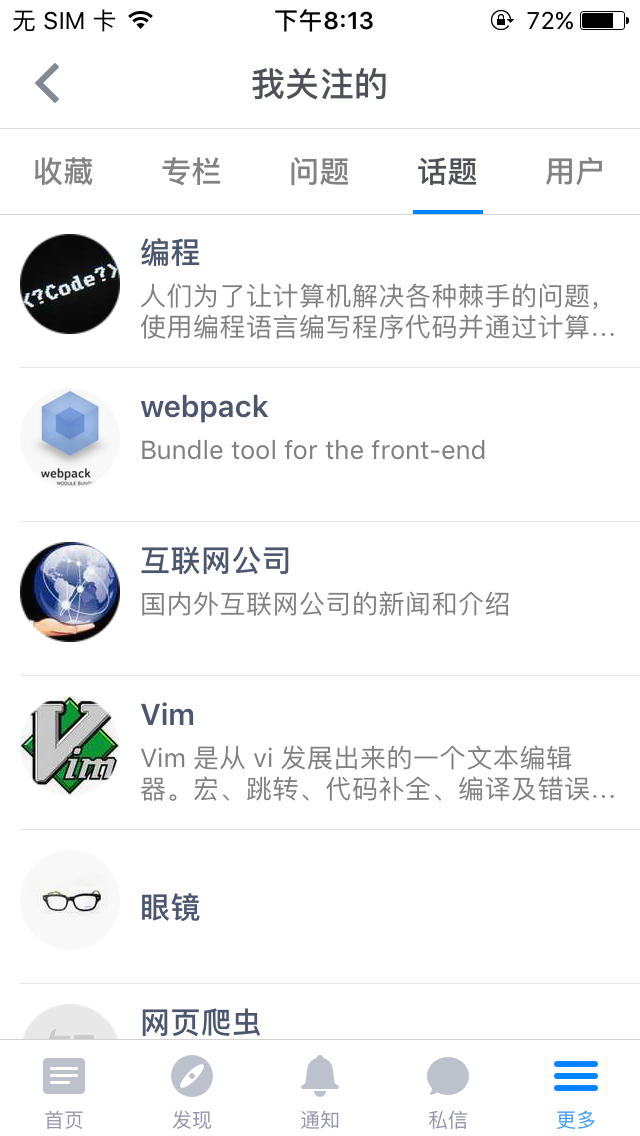 无 SIM 卡
下午8:13
72%
我关注的
收藏 专栏 问题 话题 用户
<?Code?>
编程
人们为了让计算机解决各种棘手的问题，
使用编程语言编写程序代码并通过计算…
webpack
Bundle tool for the front-end
webpack
MODULE BUN
互联网公司
国内外互联网公司的新闻和介绍
Vim
Vim
Vim 是从 vi 发展出来的一个文本编辑
器。宏、跳转、代码补全、编译及错误…
眼镜
网页爬虫
首页 发现 通知 私信 更多